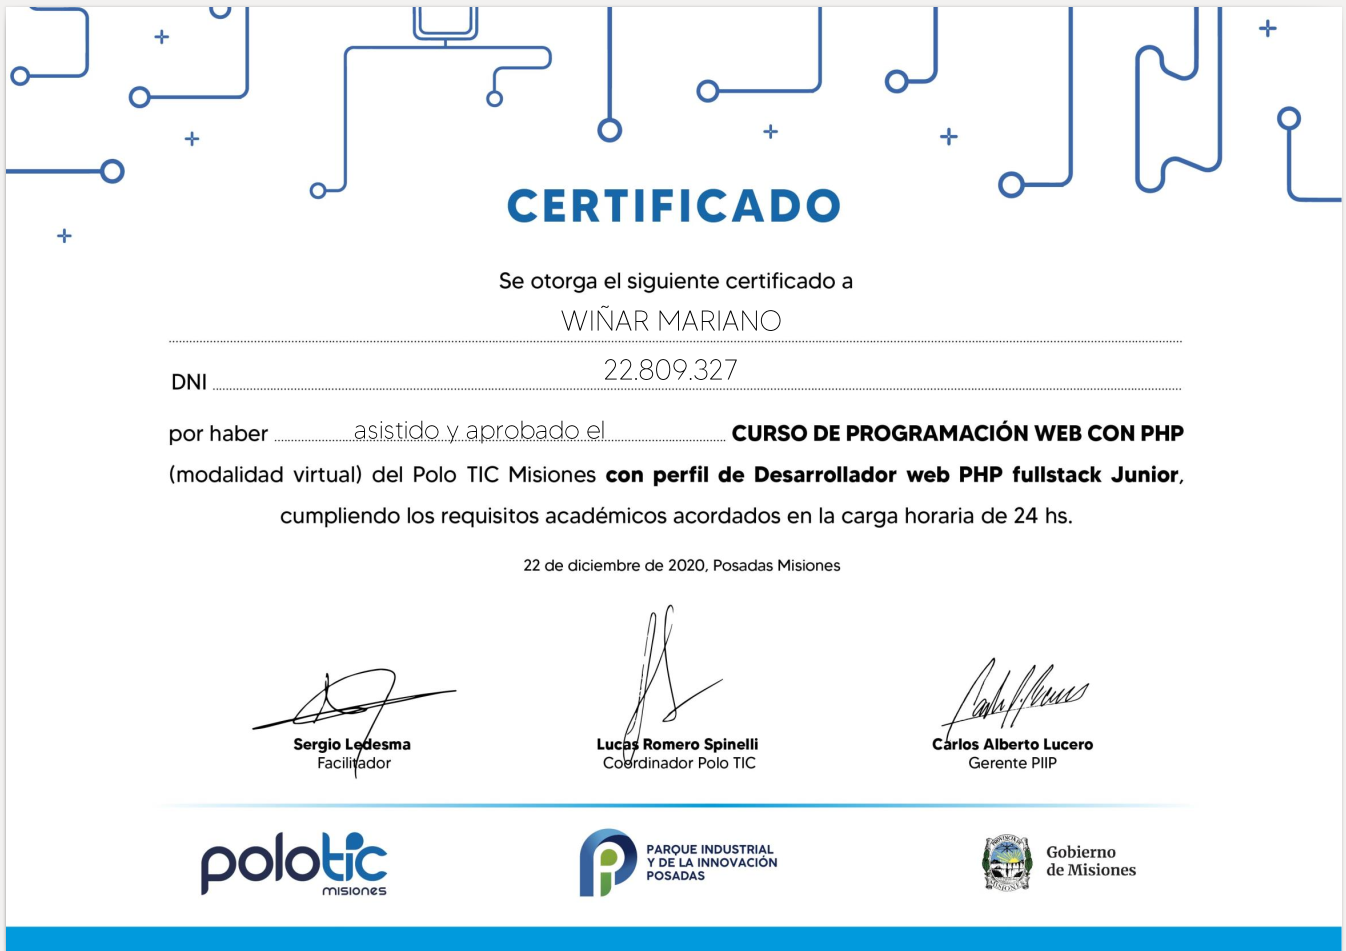 CERTIFICADO
Se otorga el siguiente certificado a
WIÑAR MARIANO
DNI 22.809.327
por haber asistido y aprobado el CURSO DE PROGRAMACIÓN WEB CON PHP
(modalidad virtual) del Polo TIC Misiones con perfil de Desarrollador web PHP fullstack Junior,
cumpliendo los requisitos académicos acordados en la carga horaria de 24 hs.
22 de diciembre de 2020, Posadas Misiones
Sergio Ledesma
Facilitador
Lucas Romero Spinelli
Coordinador Polo TIC
Carlos Alberto Lucero
Gerente PIIP
polotic
misiones
PARQUE INDUSTRIAL
Y DE LA INNOVACIÓN
POSADAS
Gobierno
de Misiones